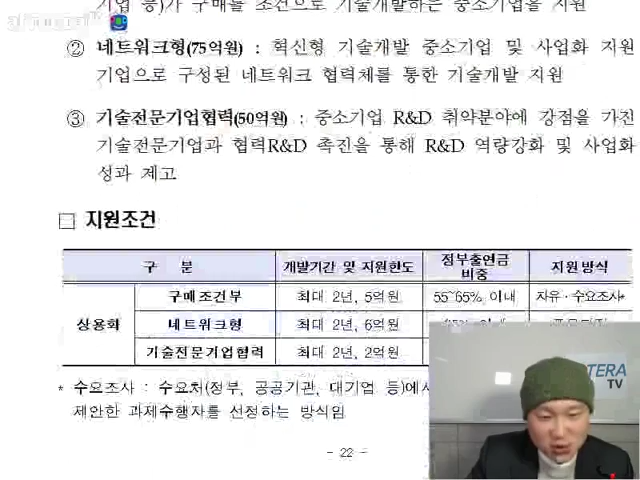 기업 등)가 구매를 조건으로 기술개발하는 중소기업을 지원
② 네트워크형(75억원) : 혁신형 기술개발 중소기업 및 사업화 지원
기업으로 구성된 네트워크 협력체를 통한 기술개발 지원
③ 기술전문기업협력(50억원) : 중소기업 R&D 취약분야에 강점을 가진
기술전문기업과 협력R&D 촉진을 통해 R&D 역량강화 및 사업화
성과 제고
□ 지원조건
구 분 개발기간 및 지원한도 정부출연금 비중 지원방식
상용화
구매조건부 최대 2년, 5억원 55~65% 이내 자유·수요조사*
네트워크형 최대 2년, 6억원
기술전문기업협력 최대 2년, 2억원
* 수요조사 : 수요처(정부, 공공기관, 대기업 등)에서
제안한 과제수행자를 선정하는 방식임
- 22 -
TERA
TV